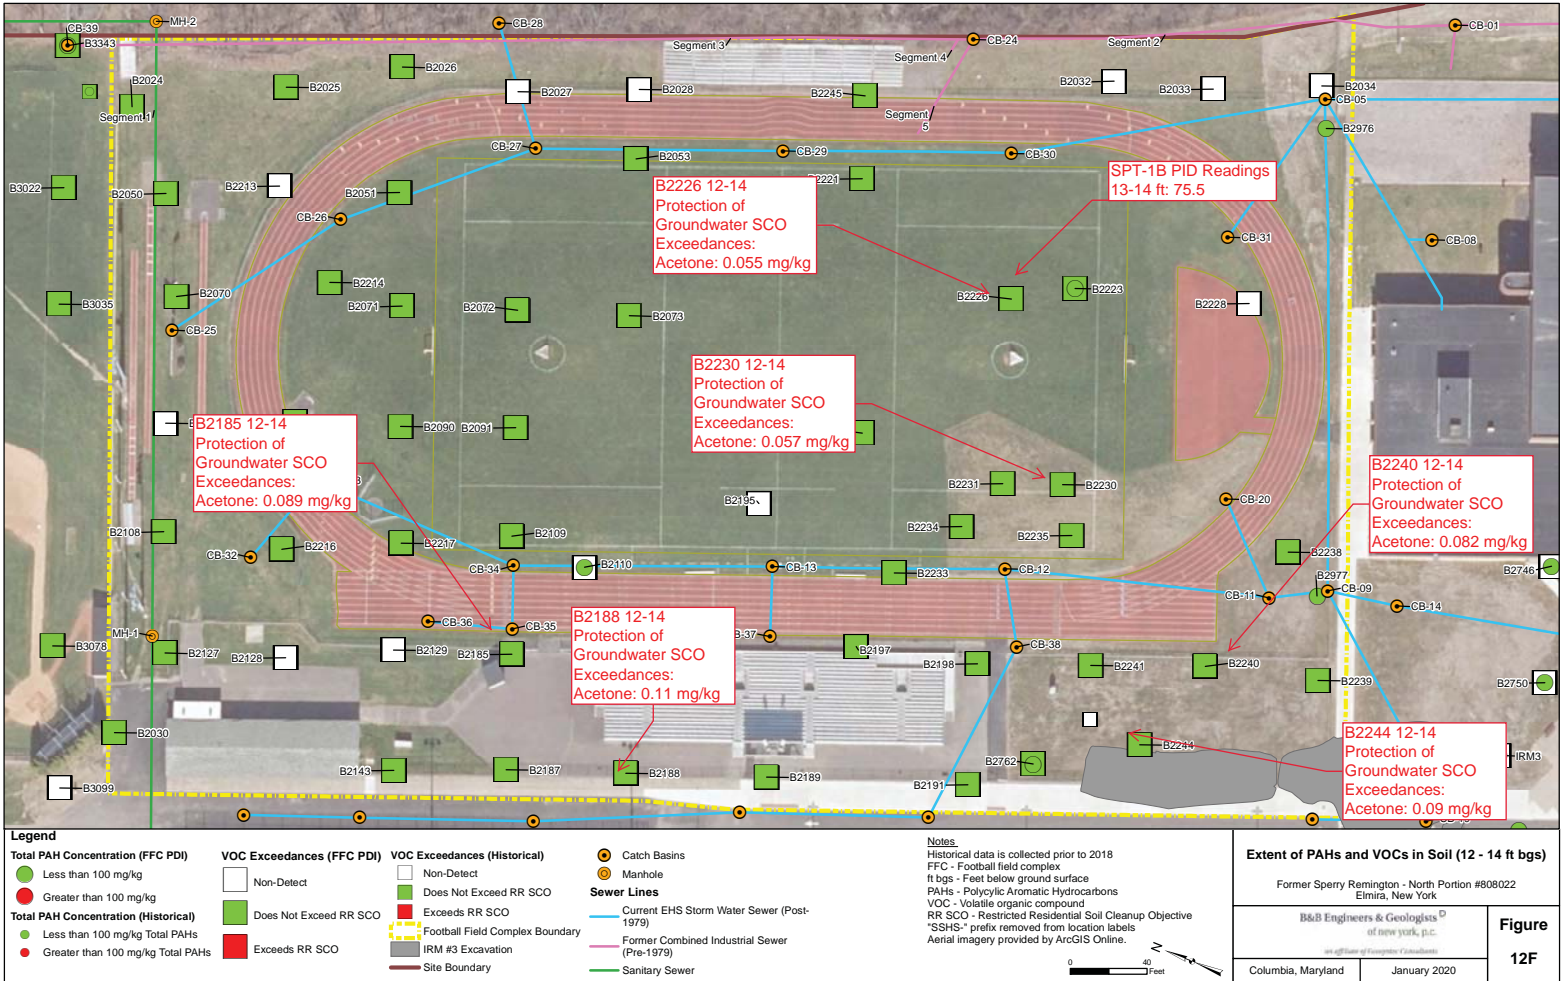 CB-39
MH-2
B3343
CB-28
Segment 3
Segment 4
CB-24
Segment 2
CB-01
B2024
B2025
B2026
B2027
B2028
B2245
Segment 5
B2032
B2033
B2034
CB-05
Segment 1
B2976
CB-27
B2053
CB-29
CB-30
B3022
B2050
B2213
B2051
B2221
CB-26
CB-31
CB-08
B2226 12-14
Protection of
Groundwater SCO
Exceedances:
Acetone: 0.055 mg/kg
SPT-1B PID Readings
13-14 ft: 75.5
B3035
B2070
B2214
B2071
B2072
B2073
B2226
B2223
B2228
CB-25
B2230 12-14
Protection of
Groundwater SCO
Exceedances:
Acetone: 0.057 mg/kg
B2185 12-14
Protection of
Groundwater SCO
Exceedances:
Acetone: 0.089 mg/kg
B2090
B2091
B2240 12-14
Protection of
Groundwater SCO
Exceedances:
Acetone: 0.082 mg/kg
B2231
B2230
B2195
CB-20
B2108
CB-32
B2216
B2217
B2109
B2234
B2235
B2238
CB-34
B2110
CB-13
B2233
CB-12
CB-11
B2977
CB-09
CB-14
B2746
CB-36
CB-35
B2188 12-14
Protection of
Groundwater SCO
Exceedances:
Acetone: 0.11 mg/kg
B-37
CB-38
B3078
MH-1
B2127
B2128
B2129
B2185
B2197
B2198
B2241
B2240
B2239
B2750
B2030
B2244
B2244 12-14
Protection of
Groundwater SCO
Exceedances:
Acetone: 0.09 mg/kg
IRM3
B3099
B2143
B2187
B2188
B2189
B2762
B2191
Legend
Total PAH Concentration (FFC PDI)
Less than 100 mg/kg
Greater than 100 mg/kg
Total PAH Concentration (Historical)
Less than 100 mg/kg Total PAHs
Greater than 100 mg/kg Total PAHs
VOC Exceedances (FFC PDI)
Non-Detect
Does Not Exceed RR SCO
Exceeds RR SCO
VOC Exceedances (Historical)
Non-Detect
Does Not Exceed RR SCO
Exceeds RR SCO
Football Field Complex Boundary
IRM #3 Excavation
Site Boundary
Catch Basins
Manhole
Sewer Lines
Current EHS Storm Water Sewer (Post-
1979)
Former Combined Industrial Sewer
(Pre-1979)
Sanitary Sewer
Notes
Historical data is collected prior to 2018
FFC - Football field complex
ft bgs - Feet below ground surface
PAHs - Polycylic Aromatic Hydrocarbons
VOC - Volatile organic compound
RR SCO - Restricted Residential Soil Cleanup Objective
"SSHS-" prefix removed from location labels
Aerial imagery provided by ArcGIS Online.
N
0 40
Feet
Extent of PAHs and VOCs in Soil (12 - 14 ft bgs)
Former Sperry Remington - North Portion #808022
Elmira, New York
B&B Engineers & Geologists
of new york, p.c.
an affiliate of Geosyntec Consultants
Columbia, Maryland
January 2020
Figure
12F